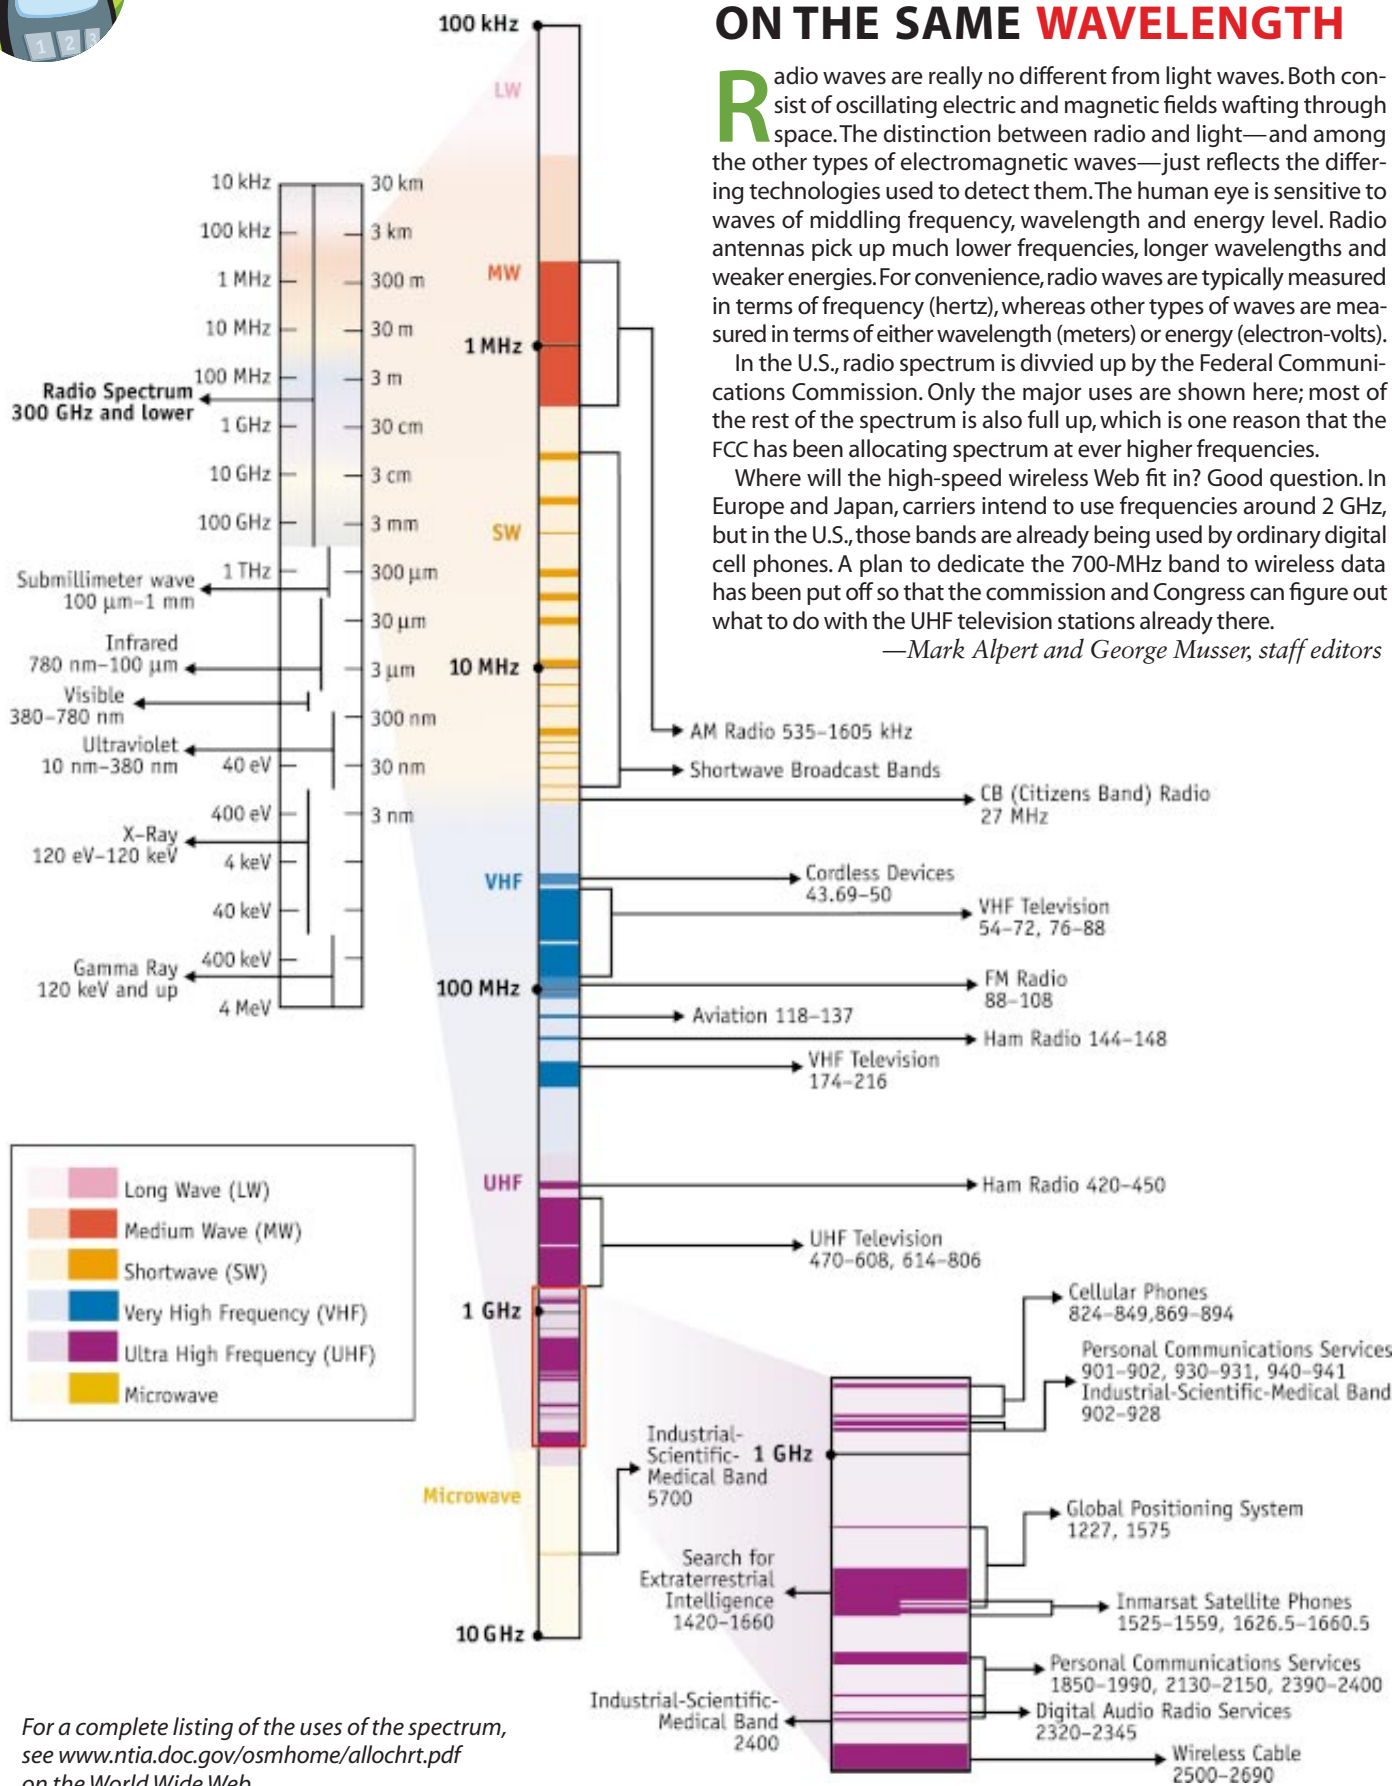 1 2 3
ON THE SAME WAVELENGTH
Radio waves are really no different from light waves. Both con-
sist of oscillating electric and magnetic fields wafting through
space. The distinction between radio and light—and among
the other types of electromagnetic waves—just reflects the differ-
ing technologies used to detect them. The human eye is sensitive to
waves of middling frequency, wavelength and energy level. Radio
antennas pick up much lower frequencies, longer wavelengths and
weaker energies. For convenience, radio waves are typically measured
in terms of frequency (hertz), whereas other types of waves are mea-
sured in terms of either wavelength (meters) or energy (electron-volts).
In the U.S., radio spectrum is divvied up by the Federal Communi-
cations Commission. Only the major uses are shown here; most of
the rest of the spectrum is also full up, which is one reason that the
FCC has been allocating spectrum at ever higher frequencies.
Where will the high-speed wireless Web fit in? Good question. In
Europe and Japan, carriers intend to use frequencies around 2 GHz,
but in the U.S., those bands are already being used by ordinary digital
cell phones. A plan to dedicate the 700-MHz band to wireless data
has been put off so that the commission and Congress can figure out
what to do with the UHF television stations already there.
—Mark Alpert and George Musser, staff editors
10 kHz
100 kHz
1 MHz
10 MHz
100 MHz
1 GHz
10 GHz
100 GHz
1 THz
40 eV
400 eV
4 keV
40 keV
400 keV
4 MeV
30 km
3 km
300 m
30 m
3 m
30 cm
3 cm
3 mm
300 µm
30 µm
3 µm
300 nm
30 nm
3 nm
Radio Spectrum
300 GHz and lower
Submillimeter wave
100 µm–1 mm
Infrared
780 nm–100 µm
Visible
380–780 nm
Ultraviolet
10 nm–380 nm
X-Ray
120 eV–120 keV
Gamma Ray
120 keV and up
100 kHz
LW
MW
1 MHz
SW
10 MHz
VHF
100 MHz
UHF
1 GHz
Microwave
10 GHz
AM Radio 535–1605 kHz
Shortwave Broadcast Bands
CB (Citizens Band) Radio
27 MHz
Cordless Devices
43.69–50
VHF Television
54–72, 76–88
FM Radio
88–108
Aviation 118–137
Ham Radio 144–148
VHF Television
174–216
Ham Radio 420–450
UHF Television
470–608, 614–806
Industrial-
Scientific-
Medical Band
5700
Long Wave (LW)
Medium Wave (MW)
Shortwave (SW)
Very High Frequency (VHF)
Ultra High Frequency (UHF)
Microwave
Cellular Phones
824–849,869–894
Personal Communications Services
901–902, 930–931, 940–941
Industrial-Scientific-Medical Band
902–928
1 GHz
Global Positioning System
1227, 1575
Search for
Extraterrestrial
Intelligence
1420–1660
Inmarsat Satellite Phones
1525–1559, 1626.5–1660.5
Personal Communications Services
1850–1990, 2130–2150, 2390–2400
Industrial-Scientific-
Medical Band
2400
Digital Audio Radio Services
2320–2345
Wireless Cable
2500–2690
For a complete listing of the uses of the spectrum,
see www.ntia.doc.gov/osmhome/allochrt.pdf
on the World Wide Web